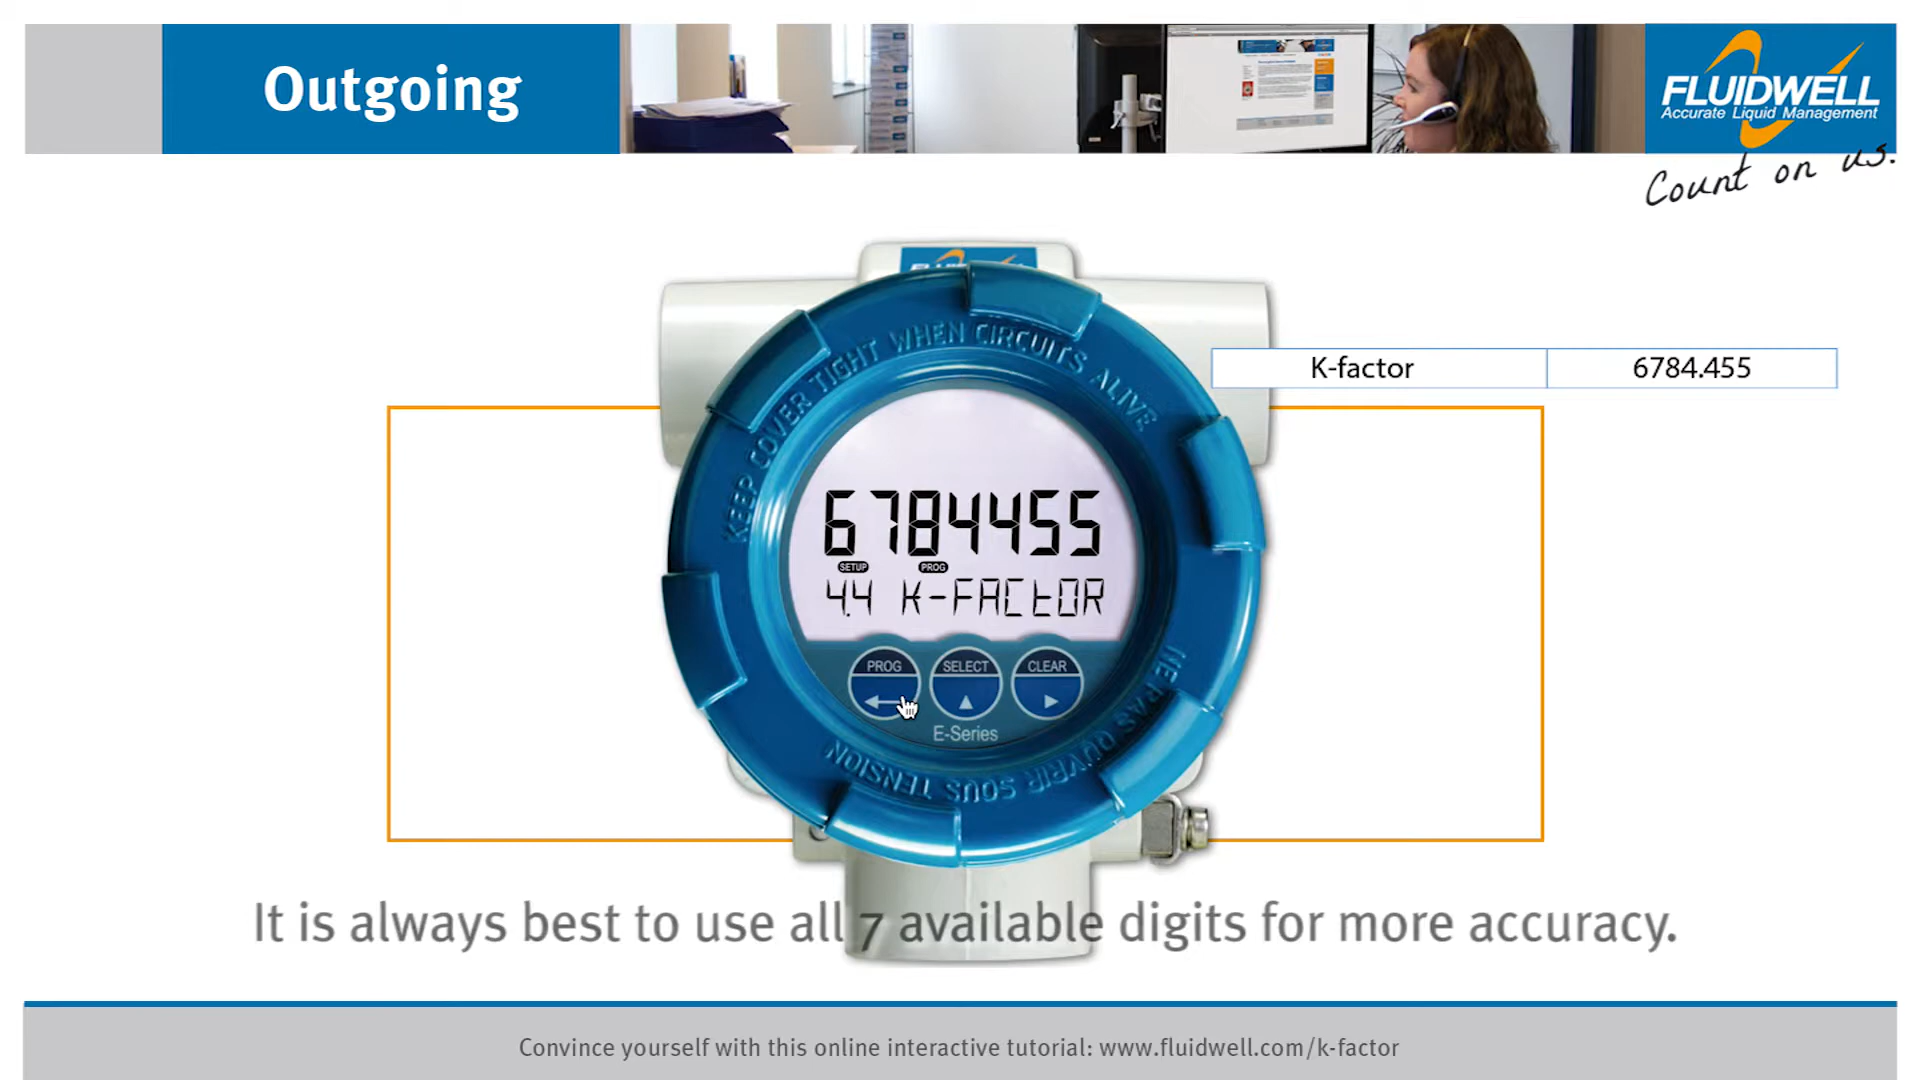 Outgoing
FLUIDWELL
Accurate Liquid Management
Count on us.
KEEP COVER TIGHT WHEN CIRCUITS ALIVE
K-factor 6784.455
6784455
SETUP PROG
4.4 K-FACTOR
PROG SELECT CLEAR
E-Series
NE PAS OUVRIR SOUS TENSION
It is always best to use all 7 available digits for more accuracy.
Convince yourself with this online interactive tutorial: www.fluidwell.com/k-factor